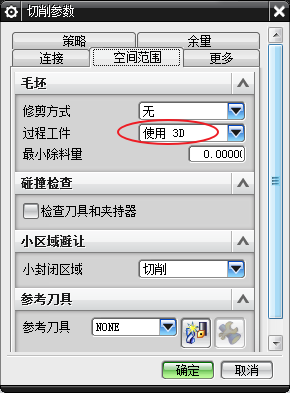 切削参数
策略 余量
连接 空间范围 更多
毛坯
修剪方式 无
过程工件 使用 3D
最小除料量 0.0000
碰撞检查
检查刀具和夹持器
小区域避让
小封闭区域 切削
参考刀具
参考刀具 NONE
确定 取消